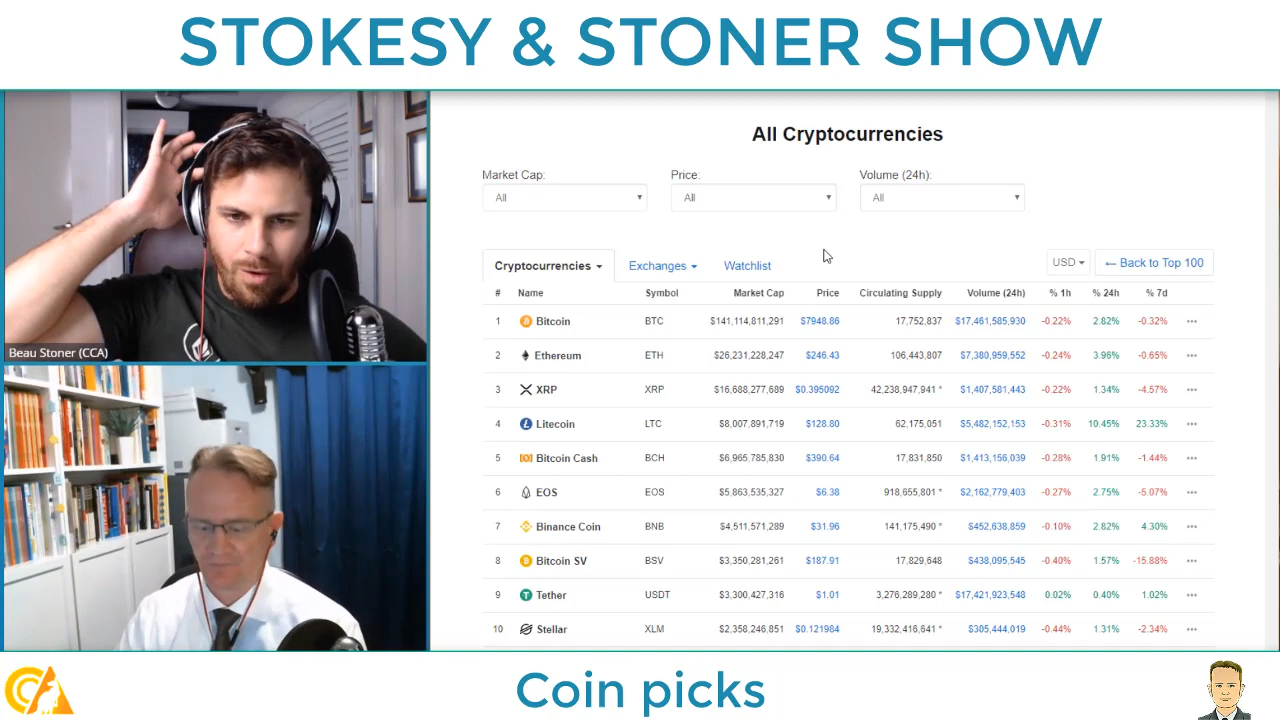 STOKESY & STONER SHOW
Beau Stoner (CCA)
All Cryptocurrencies
Market Cap: Price: Volume (24h):
All All All
Cryptocurrencies Exchanges Watchlist USD ← Back to Top 100
# Name Symbol Market Cap Price Circulating Supply Volume (24h) % 1h % 24h % 7d
1 Bitcoin BTC $141,114,811,291 $7948.86 17,752,837 $17,461,585,930 -0.22% 2.82% -0.32%
2 Ethereum ETH $26,231,228,247 $246.43 106,443,807 $7,380,959,552 -0.24% 3.96% -0.65%
3 XRP XRP $16,688,277,689 $0.395092 42,238,947,941 * $1,407,581,443 -0.22% 1.34% -4.57%
4 Litecoin LTC $8,007,891,719 $128.80 62,175,051 $5,482,152,153 -0.31% 10.45% 23.33%
5 Bitcoin Cash BCH $6,965,785,830 $390.64 17,831,850 $1,413,156,039 -0.28% 1.91% -1.44%
6 EOS EOS $5,863,535,327 $6.38 918,655,801 * $2,162,779,403 -0.27% 2.75% -5.07%
7 Binance Coin BNB $4,511,571,289 $31.96 141,175,490 * $452,638,859 -0.10% 2.82% 4.30%
8 Bitcoin SV BSV $3,350,281,261 $187.91 17,829,648 $438,095,545 -0.40% 1.57% -15.88%
9 Tether USDT $3,300,427,316 $1.01 3,276,289,280 * $17,421,923,548 0.02% 0.40% 1.02%
10 Stellar XLM $2,358,246,851 $0.121984 19,332,416,641 * $305,444,019 -0.44% 1.31% -2.34%
Coin picks